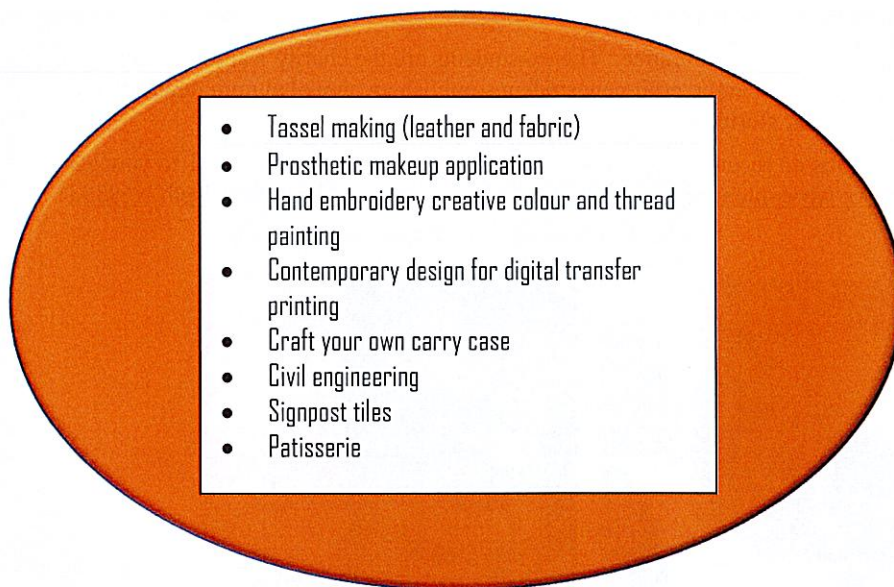 • Tassel making (leather and fabric)
• Prosthetic makeup application
• Hand embroidery creative colour and thread
painting
• Contemporary design for digital transfer
printing
• Craft your own carry case
• Civil engineering
• Signpost tiles
• Patisserie